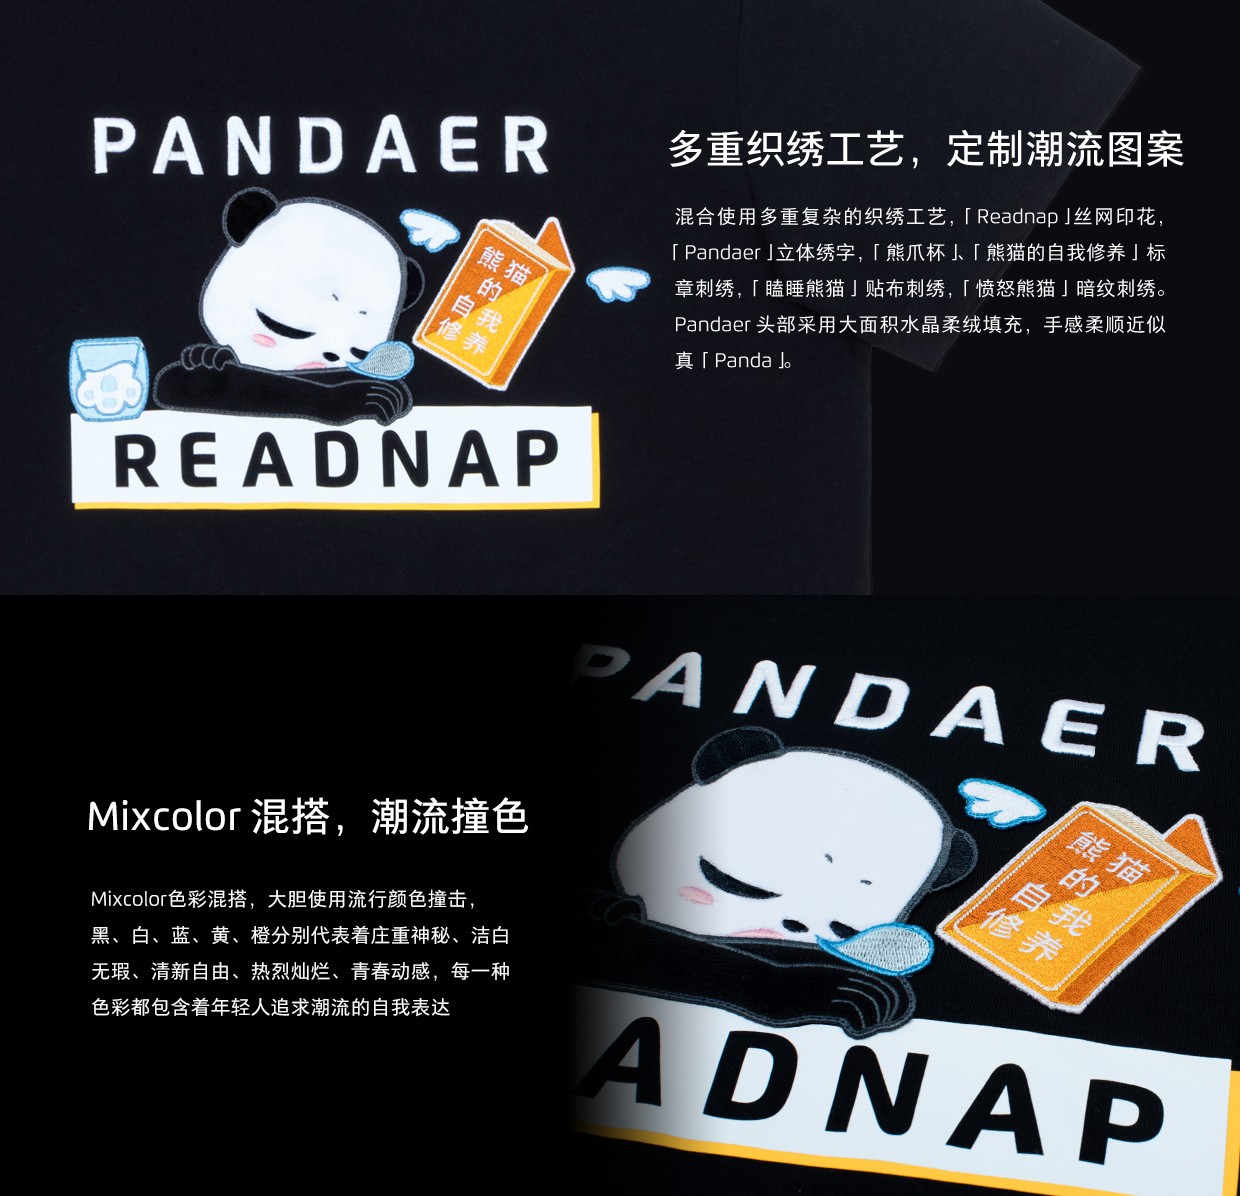 PANDAER
熊猫
的
自我
修养
READNAP
多重织绣工艺，定制潮流图案
混合使用多重复杂的织绣工艺，「Readnap」丝网印花，
「Pandaer」立体绣字，「熊爪杯」、「熊猫的自我修养」标
章刺绣，「瞌睡熊猫」贴布刺绣，「愤怒熊猫」暗纹刺绣。
Pandaer 头部采用大面积水晶柔绒填充，手感柔顺近似
真「Panda」。
Mixcolor 混搭，潮流撞色
Mixcolor色彩混搭，大胆使用流行颜色撞击，
黑、白、蓝、黄、橙分别代表着庄重神秘、洁白
无瑕、清新自由、热烈灿烂、青春动感，每一种
色彩都包含着年轻人追求潮流的自我表达
PANDAER
熊猫
的
自我
修养
ADNAP